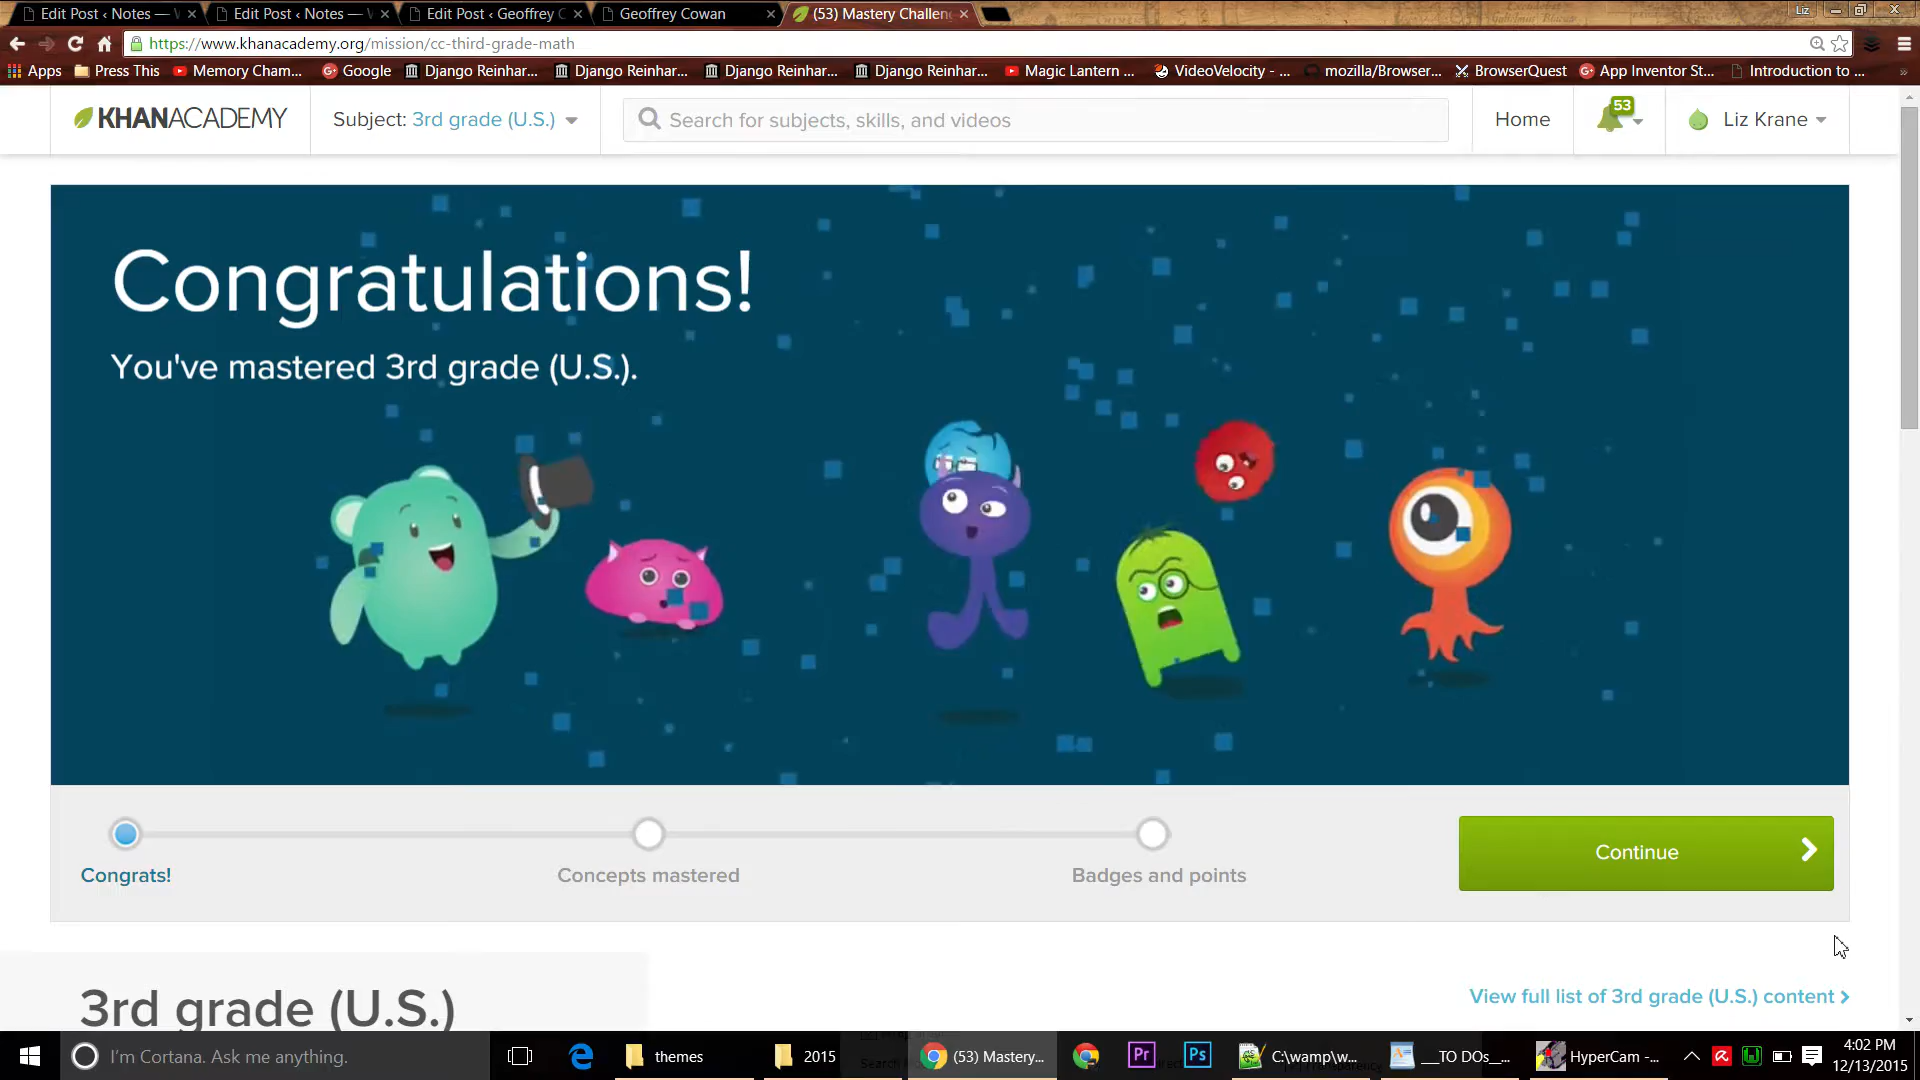 Edit Post ‹ Notes — Edit Post ‹ Notes — Edit Post ‹ Geoffrey C Geoffrey Cowan (53) Mastery Challen Liz
https://www.khanacademy.org/mission/cc-third-grade-math
Apps Press This Memory Cham... Google Django Reinhar... Django Reinhar... Django Reinhar... Django Reinhar... Magic Lantern ... VideoVelocity - ... mozilla/Browser... BrowserQuest App Inventor St... Introduction to ... »
KHANACADEMY Subject: 3rd grade (U.S.) Search for subjects, skills, and videos Home 53 Liz Krane
Congratulations!
You've mastered 3rd grade (U.S.).
Continue
Congrats! Concepts mastered Badges and points
3rd grade (U.S.)
View full list of 3rd grade (U.S.) content
I'm Cortana. Ask me anything. themes 2015 (53) Mastery... Pr Ps C:\wamp\w... __TO DOs_... HyperCam -...
4:02 PM
12/13/2015